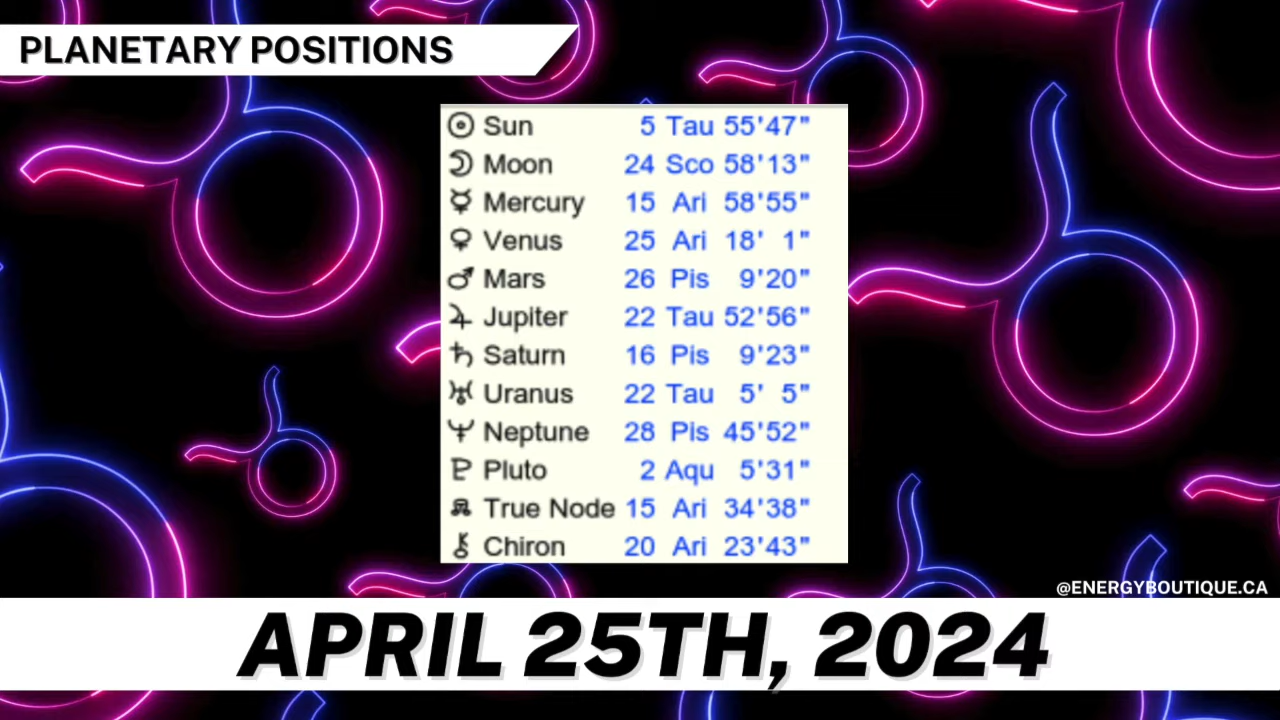 PLANETARY POSITIONS
Sun 5 Tau 55'47"
Moon 24 Sco 58'13"
Mercury 15 Ari 58'55"
Venus 25 Ari 18' 1"
Mars 26 Pis 9'20"
Jupiter 22 Tau 52'56"
Saturn 16 Pis 9'23"
Uranus 22 Tau 5' 5"
Neptune 28 Pis 45'52"
Pluto 2 Aqu 5'31"
True Node 15 Ari 34'38"
Chiron 20 Ari 23'43"
@ENERGYBOUTIQUE.CA
APRIL 25TH, 2024